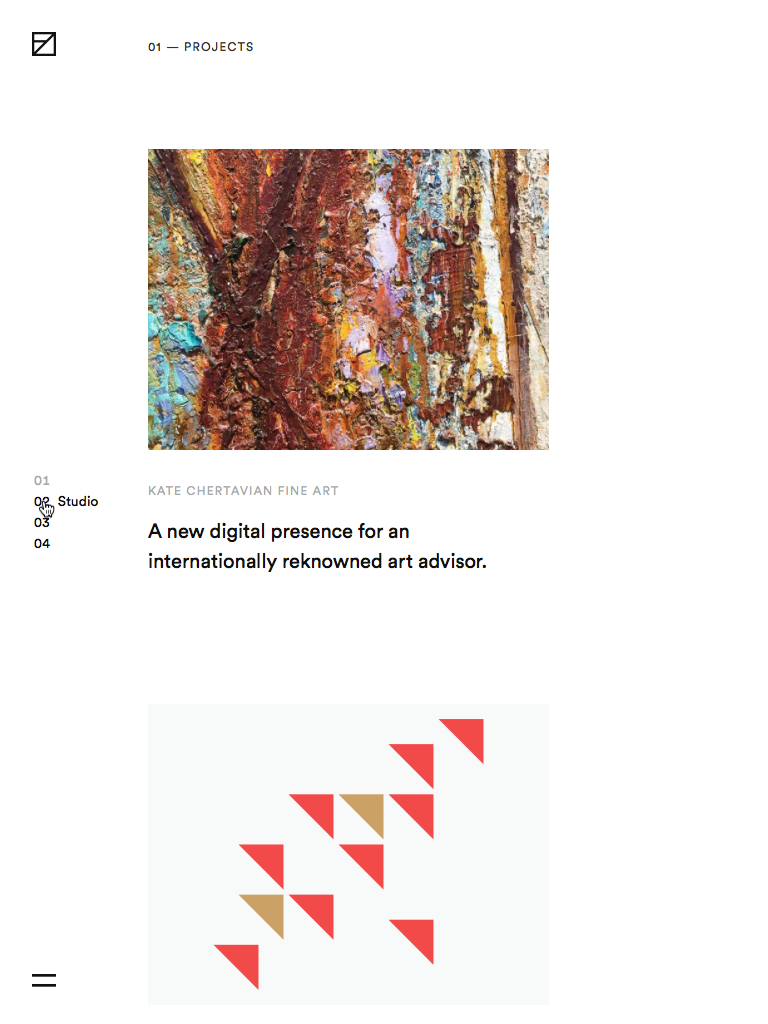 01 — PROJECTS
01
02 Studio
03
04
KATE CHERTAVIAN FINE ART
A new digital presence for an
internationally reknowned art advisor.